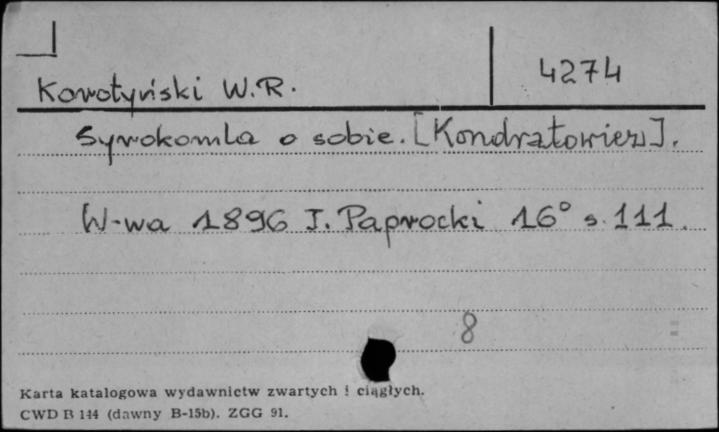 4274
Korotyński W.R.
Syrokomla o sobie. [Kondratowicz].
W-wa 1896 T. Paprocki 16° s. 111.
8
Karta katalogowa wydawnictw zwartych i ciągłych.
CWD B 144 (dawny B-15b). ZGG 91.